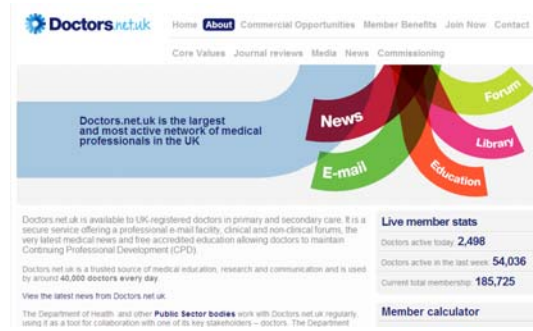 Doctors.net.uk
Home About Commercial Opportunities Member Benefits Join Now Contact
Core Values Journal reviews Media News Commissioning
Doctors.net.uk is the largest
and most active network of medical
professionals in the UK
News
E-mail
Forum
Library
Education
Doctors.net.uk is available to UK-registered doctors in primary and secondary care. It is a
secure service offering a professional e-mail facility, clinical and non-clinical forums, the
very latest medical news and free accredited education allowing doctors to maintain
Continuing Professional Development (CPD).
Doctors.net.uk is a trusted source of medical education, research and communication and is used
by around 40,000 doctors every day.
View the latest news from Doctors.net.uk
The Department of Health and other Public Sector bodies work with Doctors.net.uk regularly,
using it as a tool for collaboration with one of its key stakeholders – doctors. The Department
Live member stats
Doctors active today: 2,498
Doctors active in the last week: 54,036
Current total membership: 185,725
Member calculator